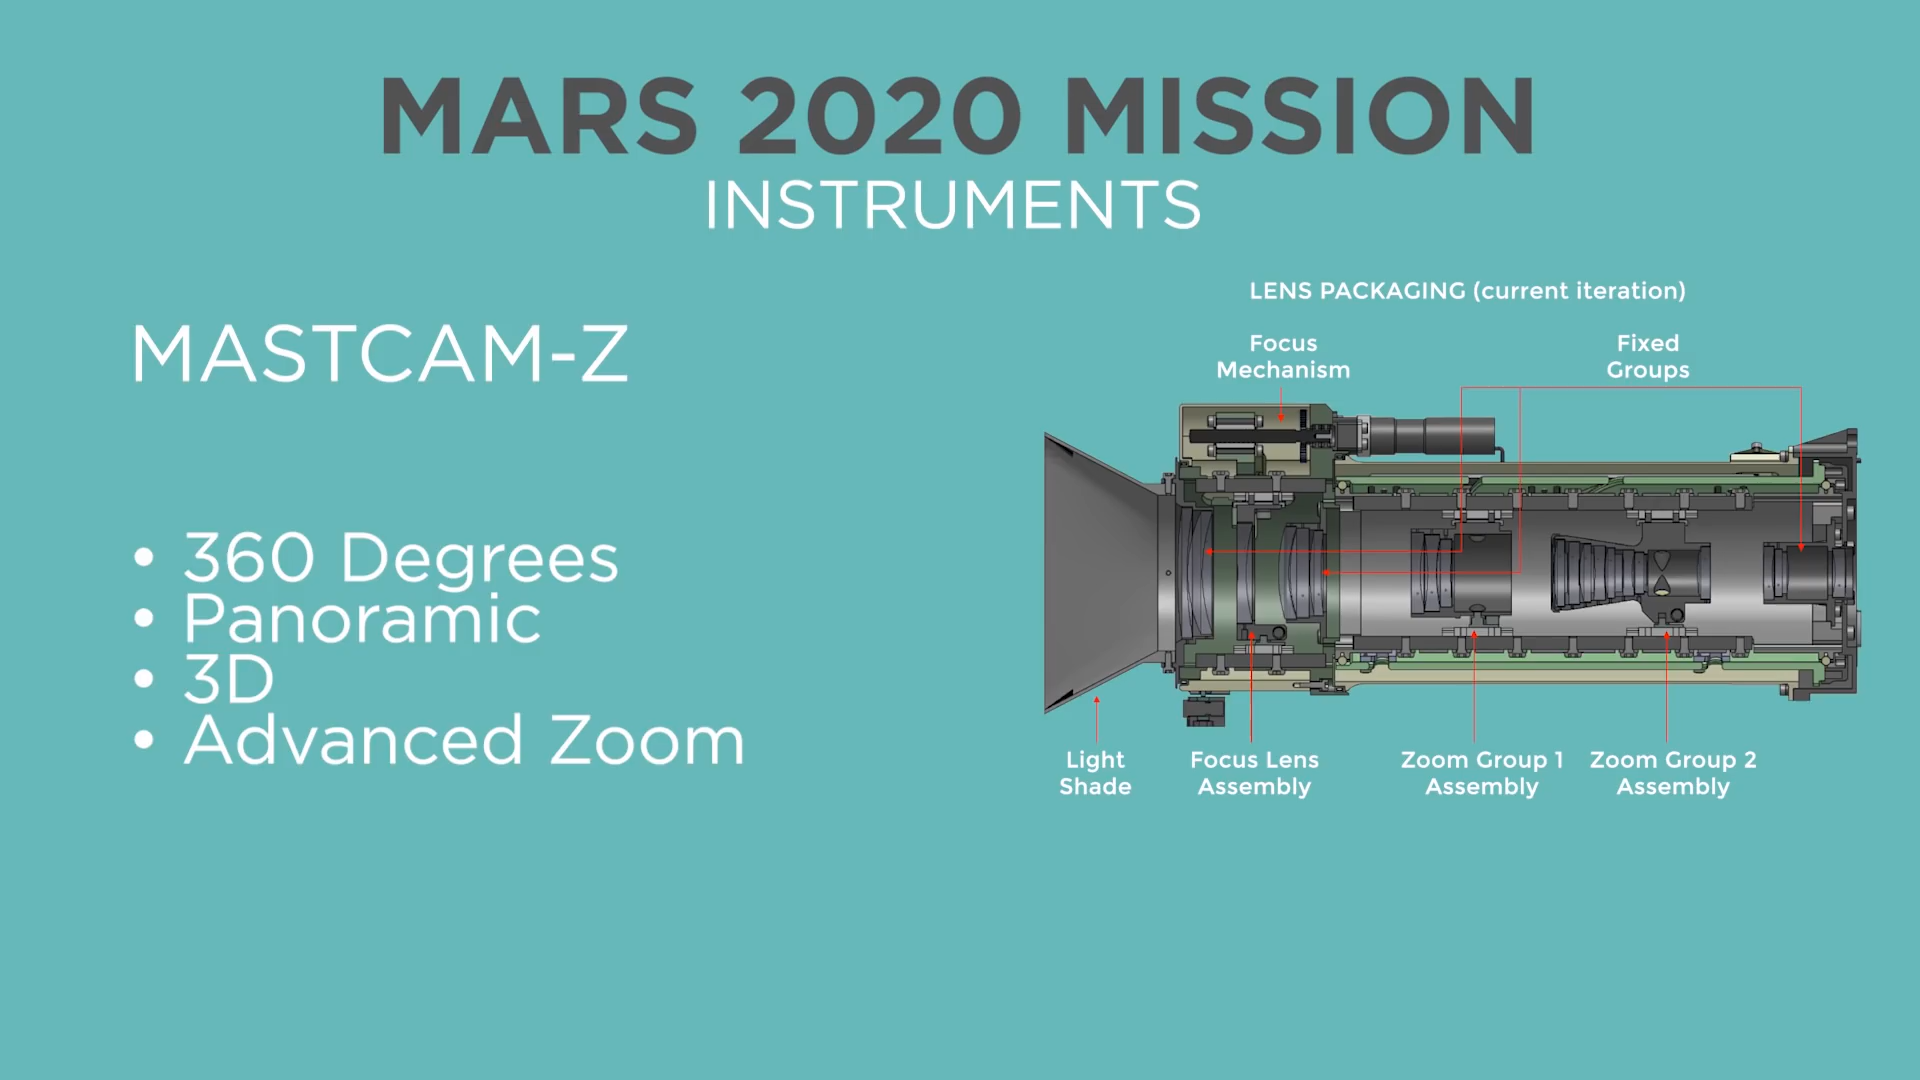 MARS 2020 MISSION
INSTRUMENTS
MASTCAM-Z
• 360 Degrees
• Panoramic
• 3D
• Advanced Zoom
LENS PACKAGING (current iteration)
Focus
Mechanism
Fixed
Groups
Light
Shade
Focus Lens
Assembly
Zoom Group 1
Assembly
Zoom Group 2
Assembly